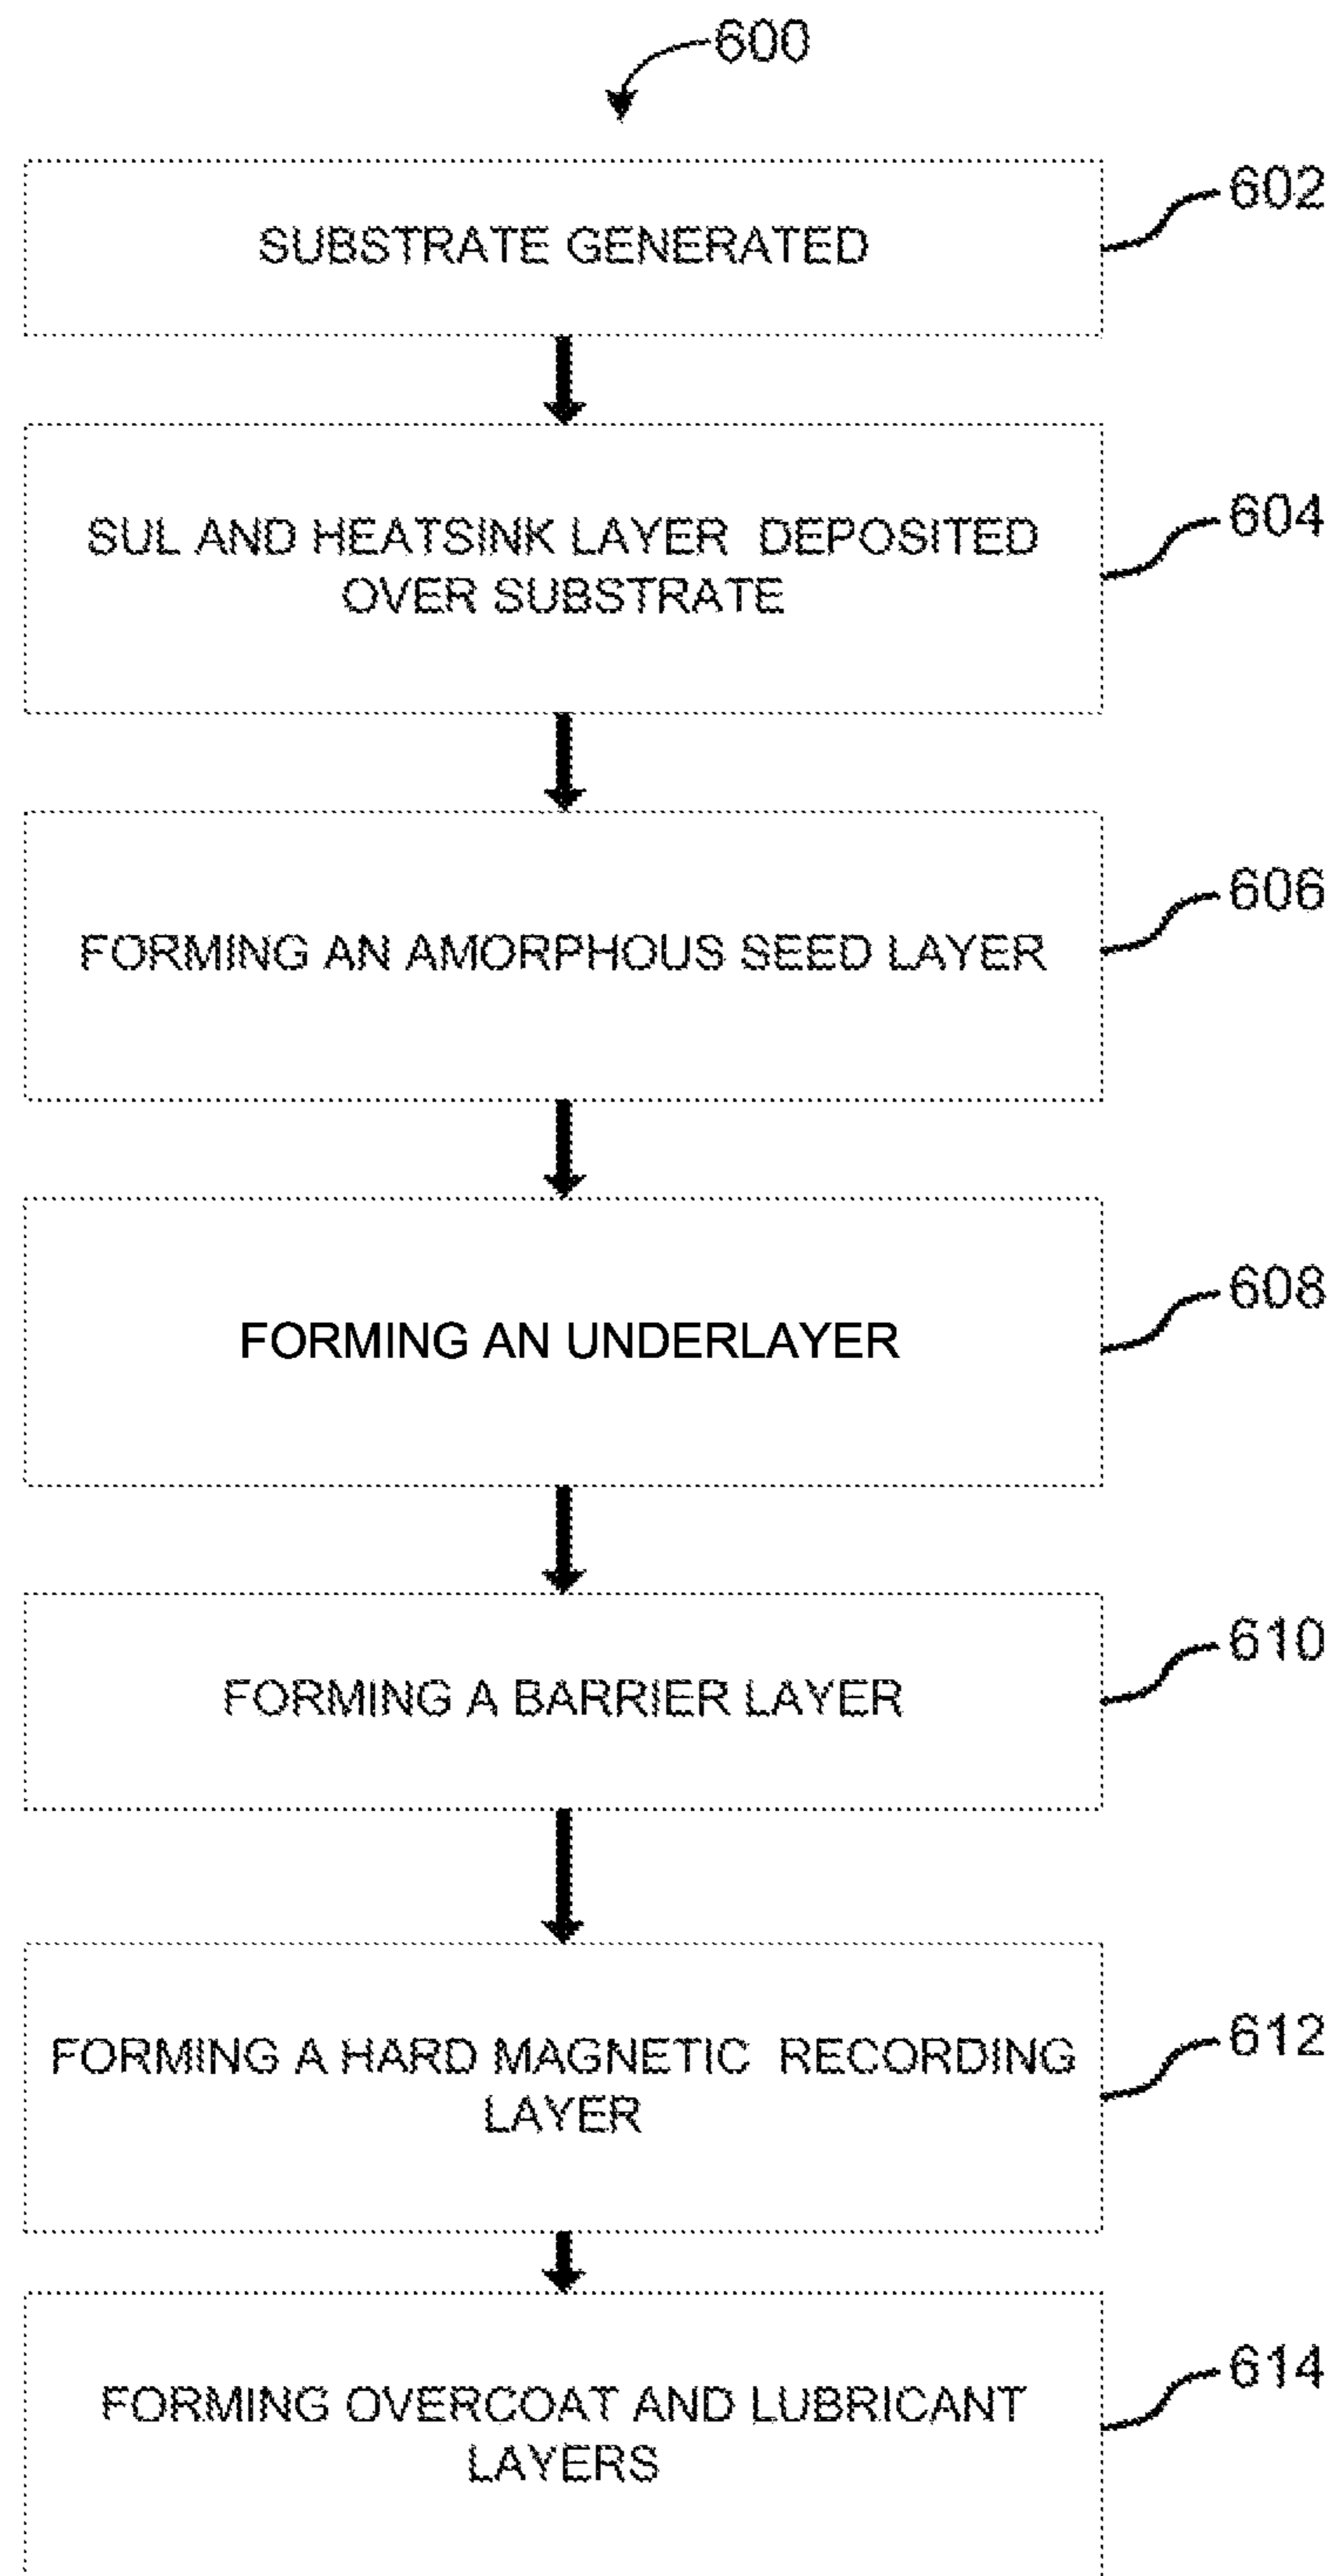 600
SUBSTRATE GENERATED
602
SUL AND HEATSINK LAYER DEPOSITED
OVER SUBSTRATE
604
FORMING AN AMORPHOUS SEED LAYER
606
FORMING AN UNDERLAYER
608
FORMING A BARRIER LAYER
610
FORMING A HARD MAGNETIC RECORDING
LAYER
612
FORMING OVERCOAT AND LUBRICANT
LAYERS
614